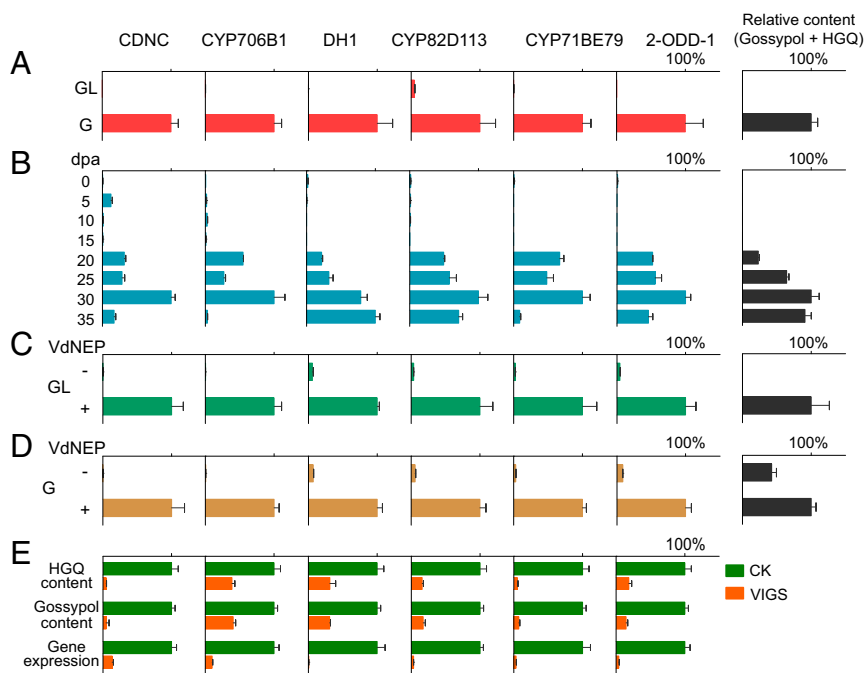 CDNC CYP706B1 DH1 CYP82D113 CYP71BE79 2-ODD-1 Relative content
(Gossypol + HGQ)
A 100% 100%
GL
G
B dpa 100% 100%
0
5
10
15
20
25
30
35
C VdNEP 100% 100%
-
GL
+
D VdNEP 100% 100%
-
G
+
E 100%
HGQ
content
Gossypol
content
Gene
expression
CK
VIGS